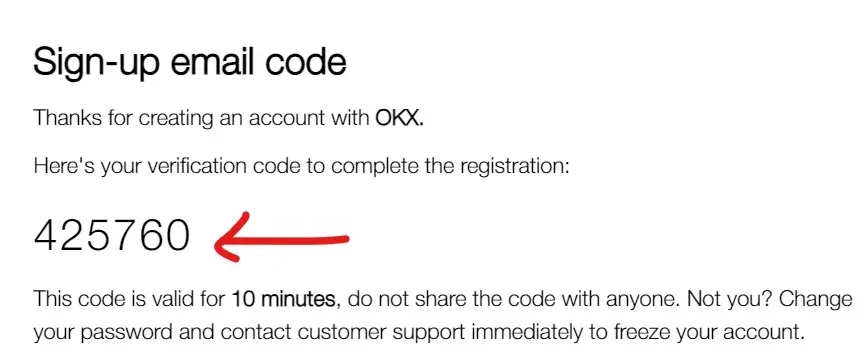 Sign-up email code
Thanks for creating an account with OKX.
Here's your verification code to complete the registration:
425760
This code is valid for 10 minutes, do not share the code with anyone. Not you? Change
your password and contact customer support immediately to freeze your account.